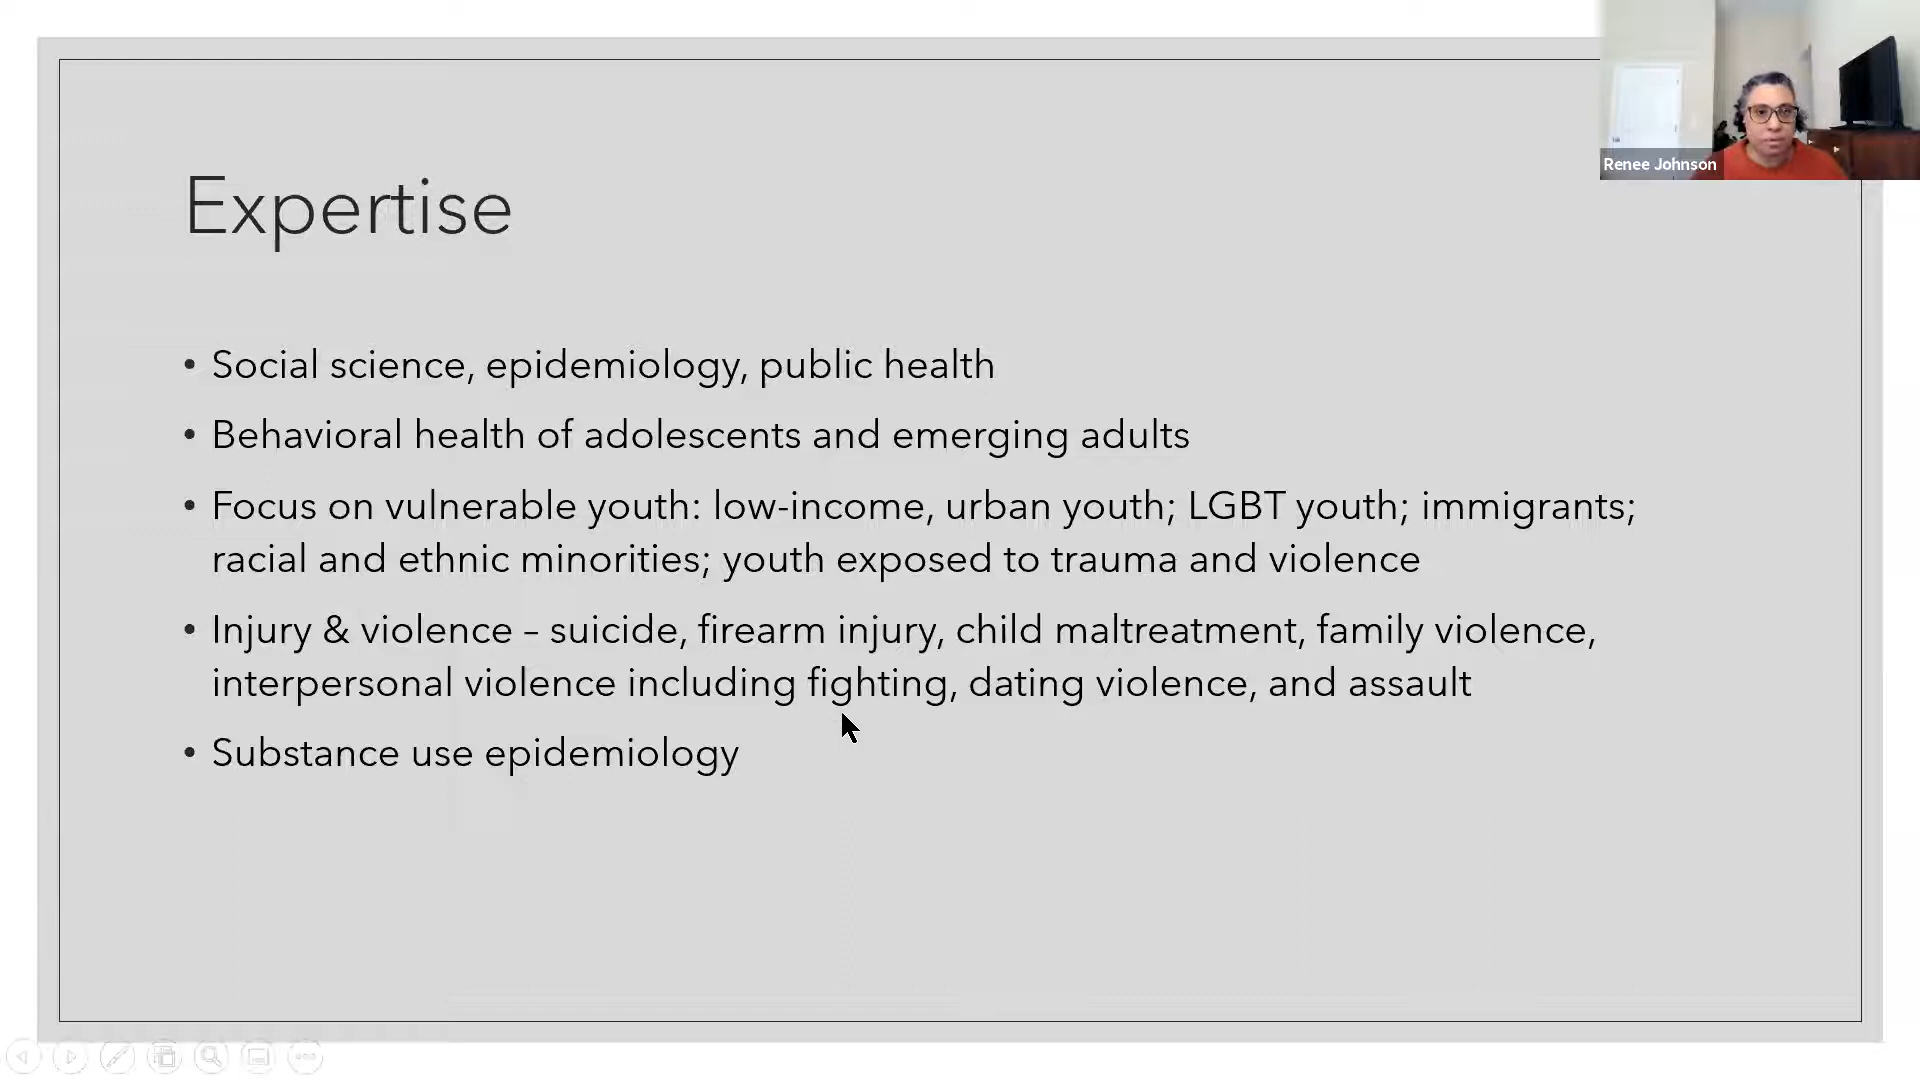 Expertise
Renee Johnson
• Social science, epidemiology, public health
• Behavioral health of adolescents and emerging adults
• Focus on vulnerable youth: low-income, urban youth; LGBT youth; immigrants;
racial and ethnic minorities; youth exposed to trauma and violence
• Injury & violence – suicide, firearm injury, child maltreatment, family violence,
interpersonal violence including fighting, dating violence, and assault
• Substance use epidemiology